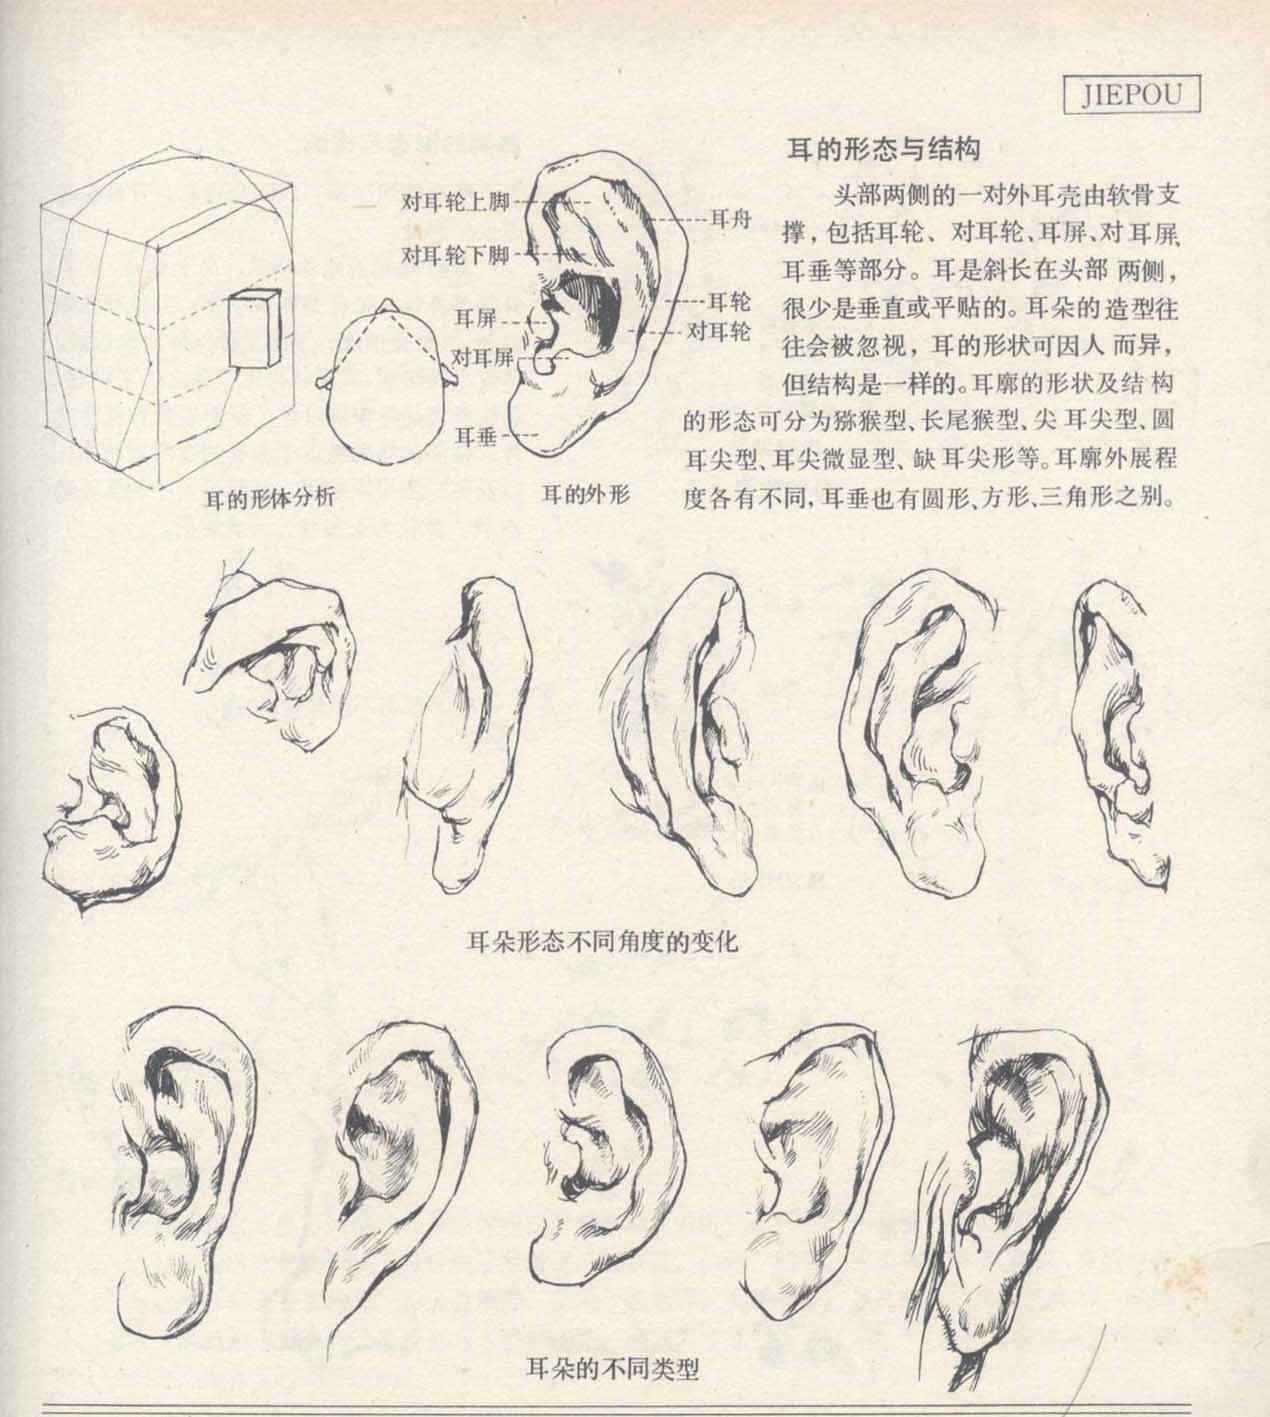 JIEPOU
耳的形态与结构
头部两侧的一对外耳壳由软骨支
撑，包括耳轮、对耳轮、耳屏、对耳屏、
耳垂等部分。耳是斜长在头部两侧，
很少是垂直或平贴的。耳朵的造型往
往会被忽视，耳的形状可因人而异，
但结构是一样的。耳廓的形状及结构
的形态可分为猕猴型、长尾猴型、尖耳尖型、圆
耳尖型、耳尖微显型、缺耳尖形等。耳廓外展程
度各有不同，耳垂也有圆形、方形、三角形之别。
对耳轮上脚
耳舟
对耳轮下脚
耳轮
耳屏
对耳轮
对耳屏
耳垂
耳的形体分析
耳的外形
耳朵形态不同角度的变化
耳朵的不同类型